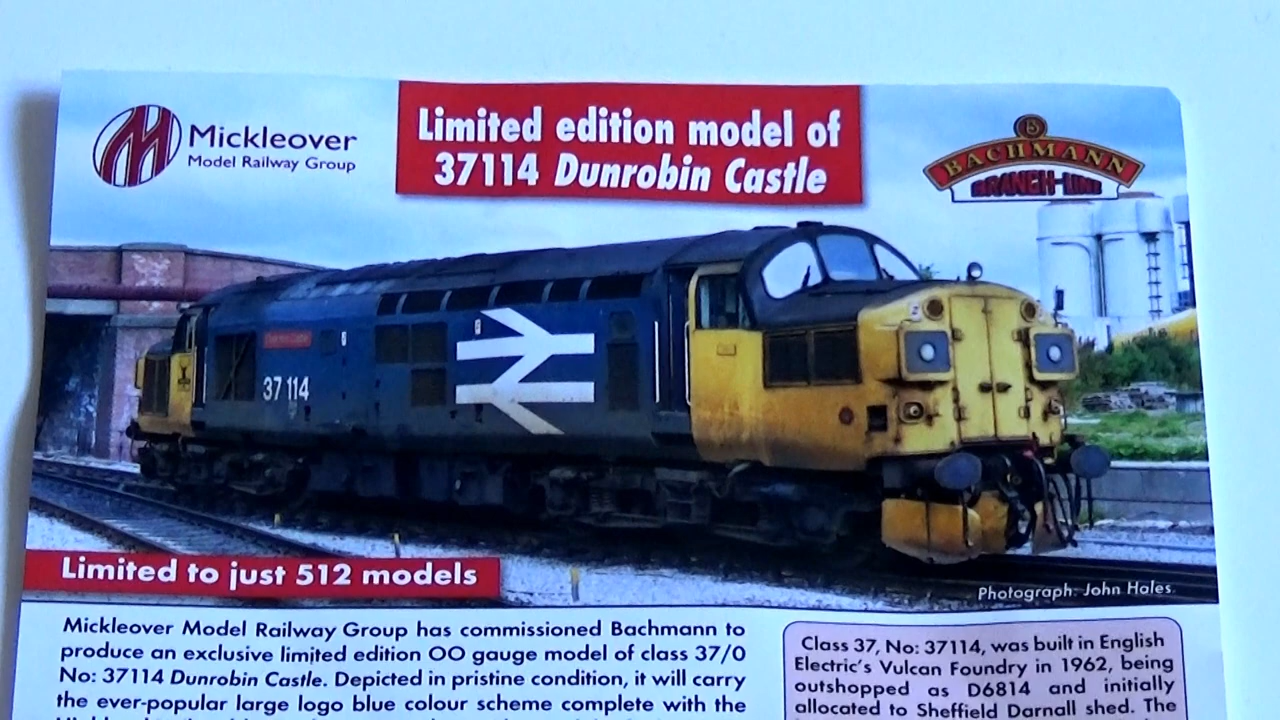 Mickleover
Model Railway Group
Limited edition model of
37114 Dunrobin Castle
BACHMANN
BRANCH-LINE
37 114
Limited to just 512 models
Photograph: John Hales.
Mickleover Model Railway Group has commissioned Bachmann to
produce an exclusive limited edition OO gauge model of class 37/0
No: 37114 Dunrobin Castle. Depicted in pristine condition, it will carry
the ever-popular large logo blue colour scheme complete with the
Class 37, No: 37114, was built in English
Electric's Vulcan Foundry in 1962, being
outshopped as D6814 and initially
allocated to Sheffield Darnall shed. The